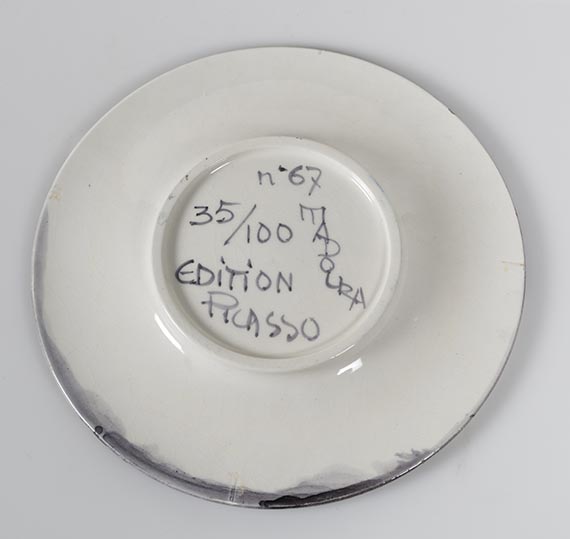 n° 67
35/100
MADOURA
EDITION
PICASSO